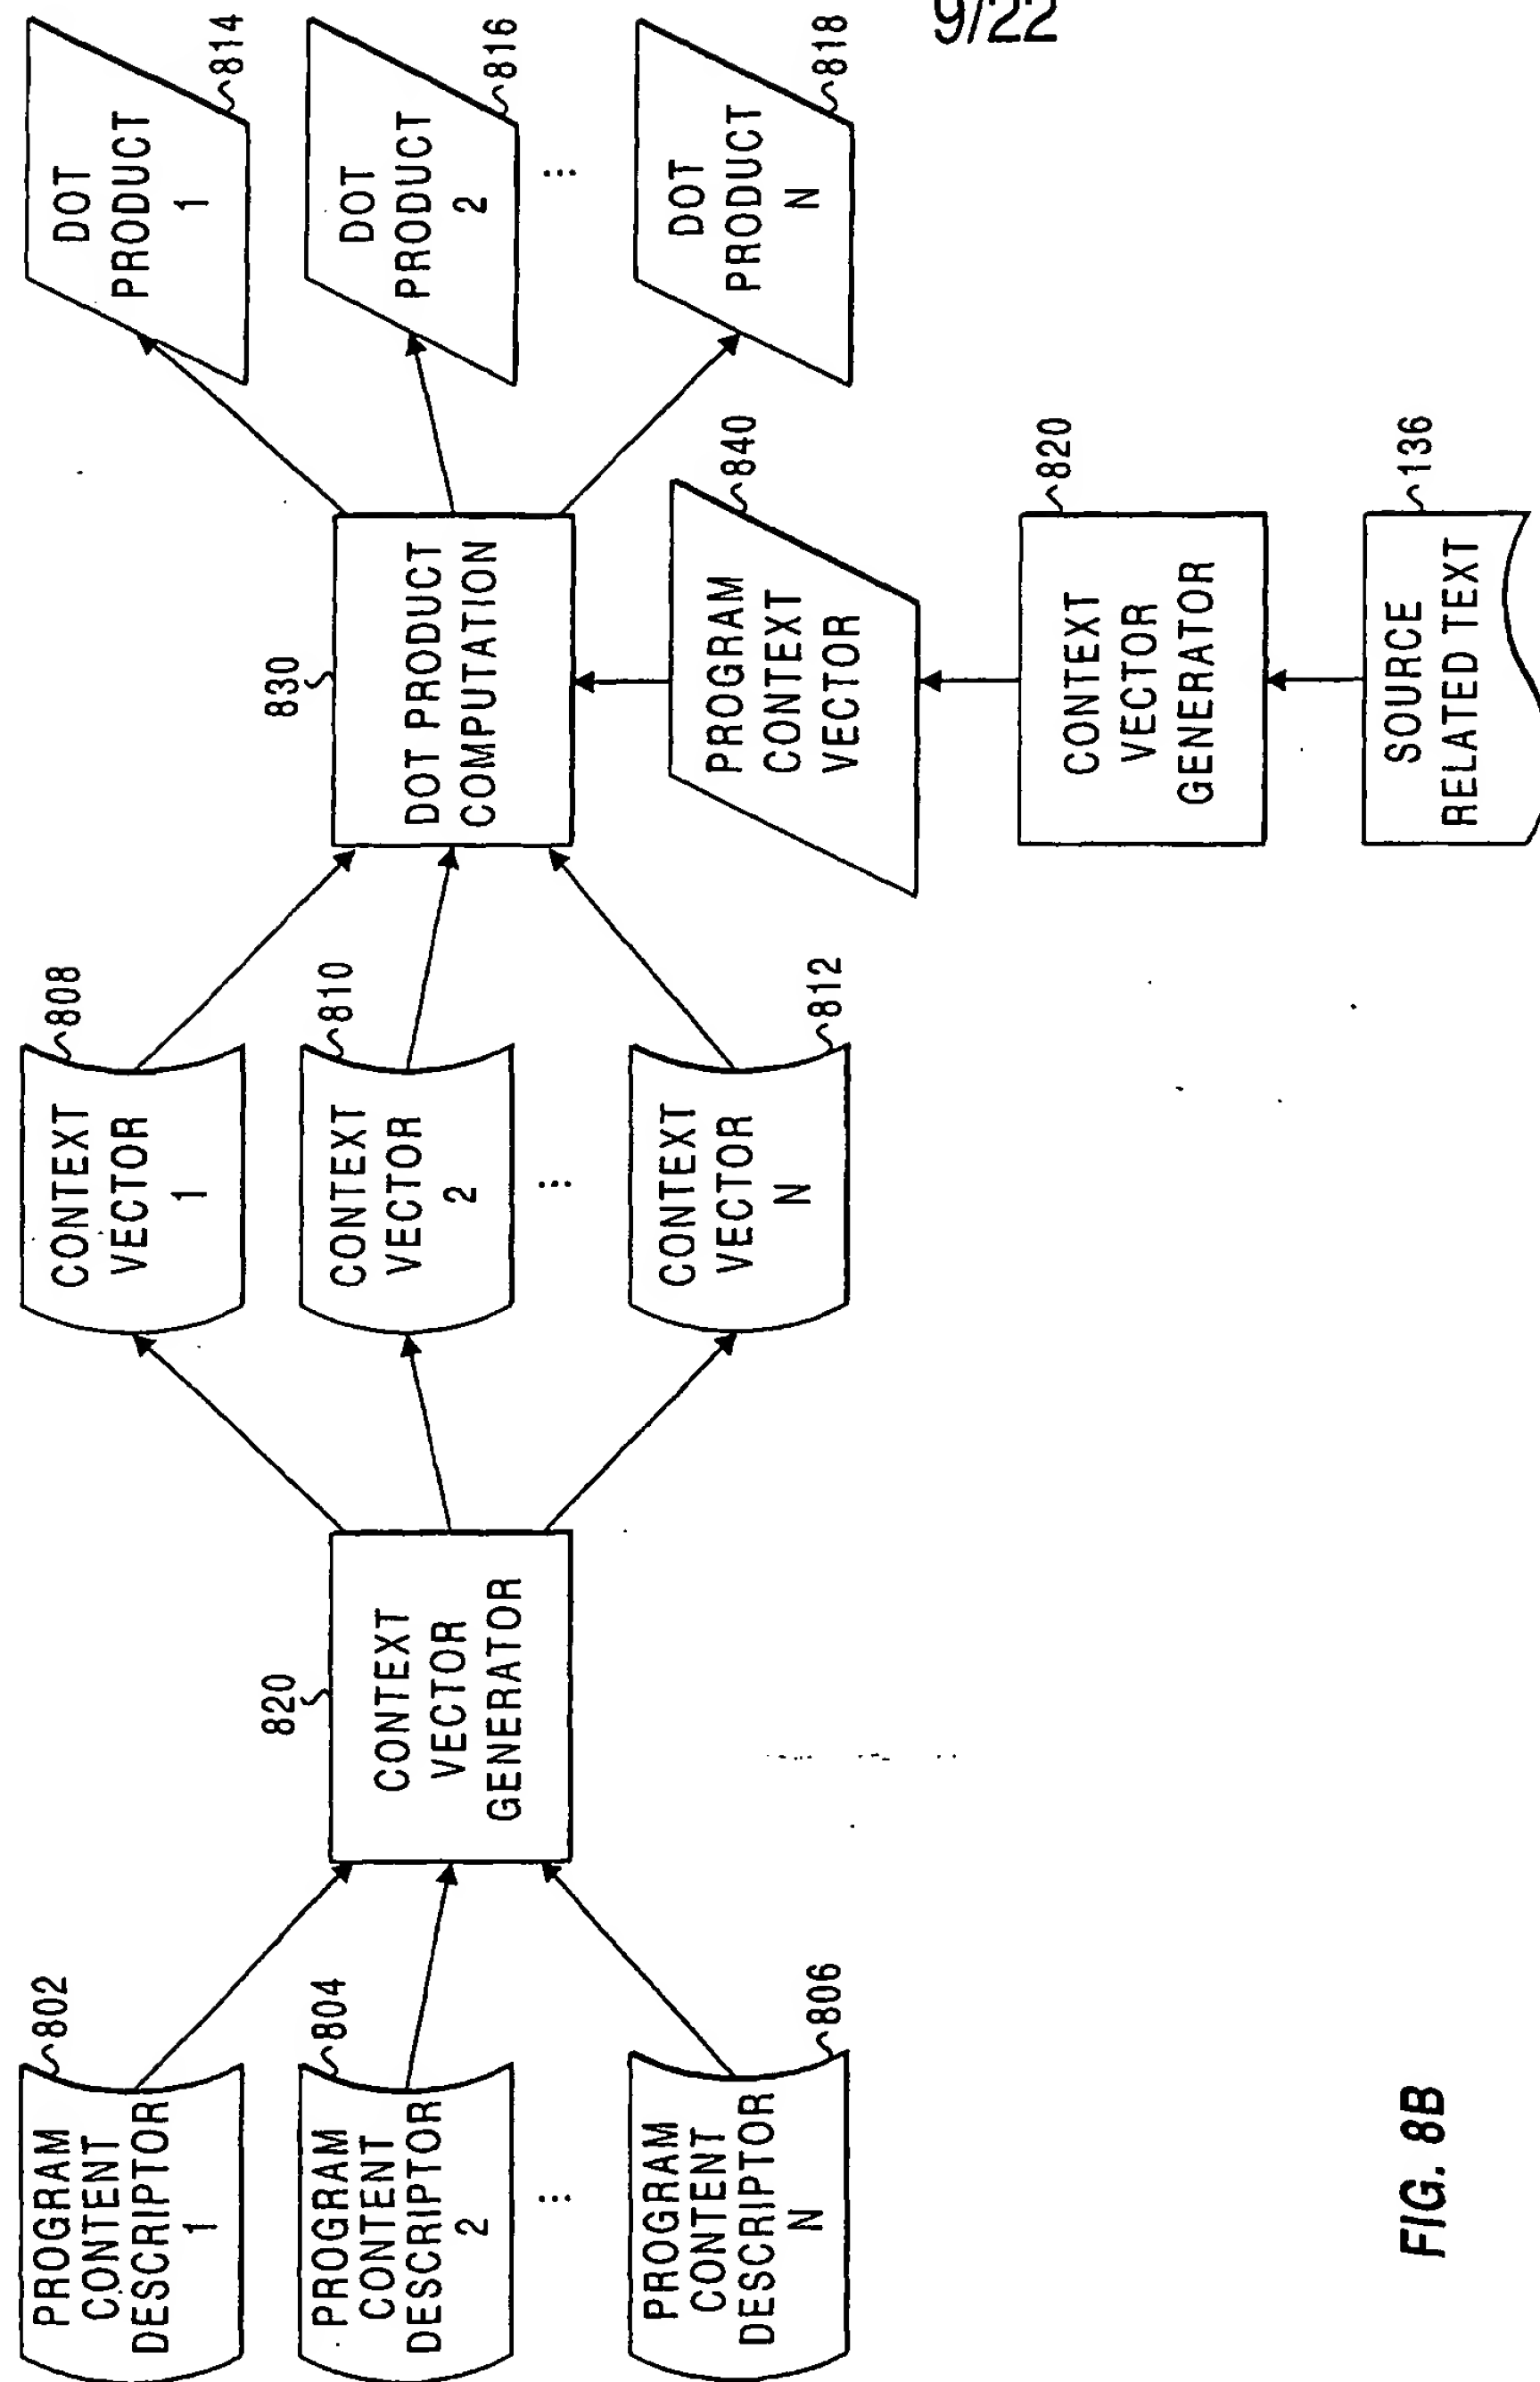 9/22
802
PROGRAM
CONTENT
DESCRIPTOR
1
804
PROGRAM
CONTENT
DESCRIPTOR
2
...
806
PROGRAM
CONTENT
DESCRIPTOR
N
820
CONTEXT
VECTOR
GENERATOR
808
CONTEXT
VECTOR
1
810
CONTEXT
VECTOR
2
...
812
CONTEXT
VECTOR
N
830
DOT PRODUCT
COMPUTATION
814
DOT
PRODUCT
1
816
DOT
PRODUCT
2
...
818
DOT
PRODUCT
N
840
PROGRAM
CONTEXT
VECTOR
820
CONTEXT
VECTOR
GENERATOR
136
SOURCE
RELATED TEXT
FIG. 8B